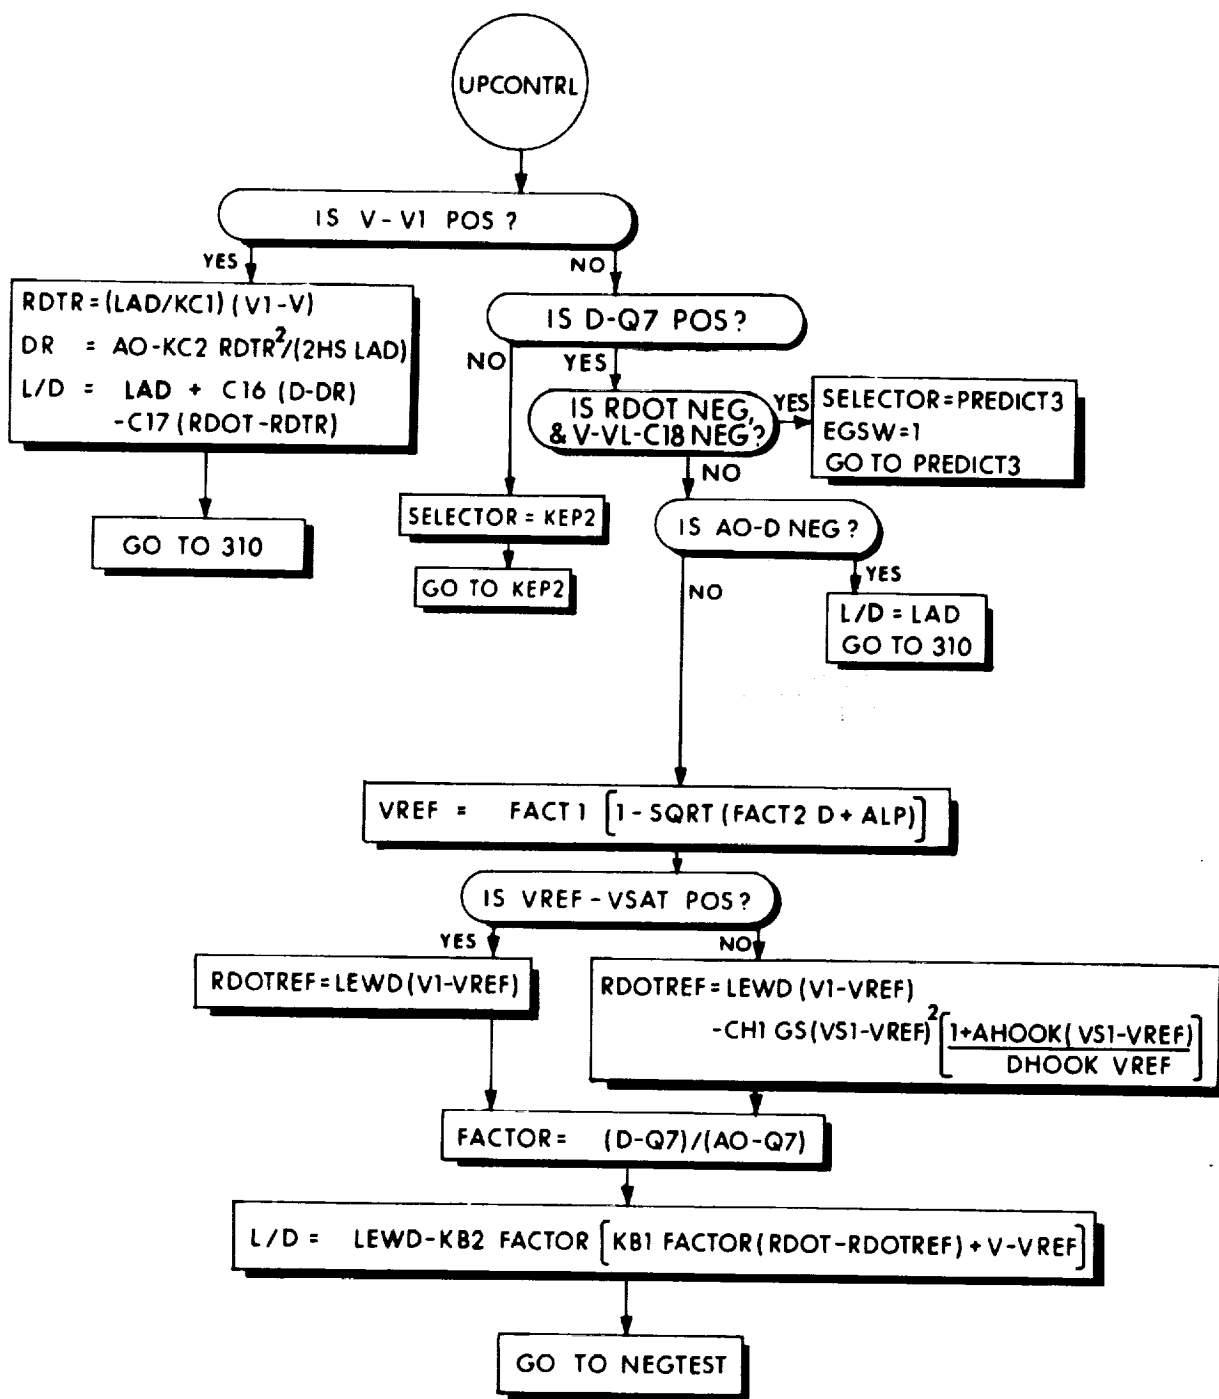 UPCONTRL
IS V-V1 POS?
YES
NO
RDTR=(LAD/KC1)(V1-V)
DR = AO-KC2 RDTR²/(2HS LAD)
L/D = LAD + C16 (D-DR)
-C17(RDOT-RDTR)
GO TO 310
IS D-Q7 POS?
NO
YES
IS RDOT NEG,
& V-VL-C18 NEG?
YES
SELECTOR=PREDICT3
EGSW=1
GO TO PREDICT3
NO
SELECTOR = KEP2
GO TO KEP2
IS AO-D NEG?
NO
YES
L/D = LAD
GO TO 310
VREF = FACT1 [1-SQRT(FACT2 D+ALP)]
IS VREF-VSAT POS?
YES
NO
RDOTREF=LEWD(V1-VREF)
RDOTREF=LEWD(V1-VREF)
-CH1 GS(VS1-VREF)²[1+AHOOK(VS1-VREF)
DHOOK VREF]
FACTOR= (D-Q7)/(AO-Q7)
L/D = LEWD-KB2 FACTOR[KB1 FACTOR(RDOT-RDOTREF)+V-VREF]
GO TO NEGTEST